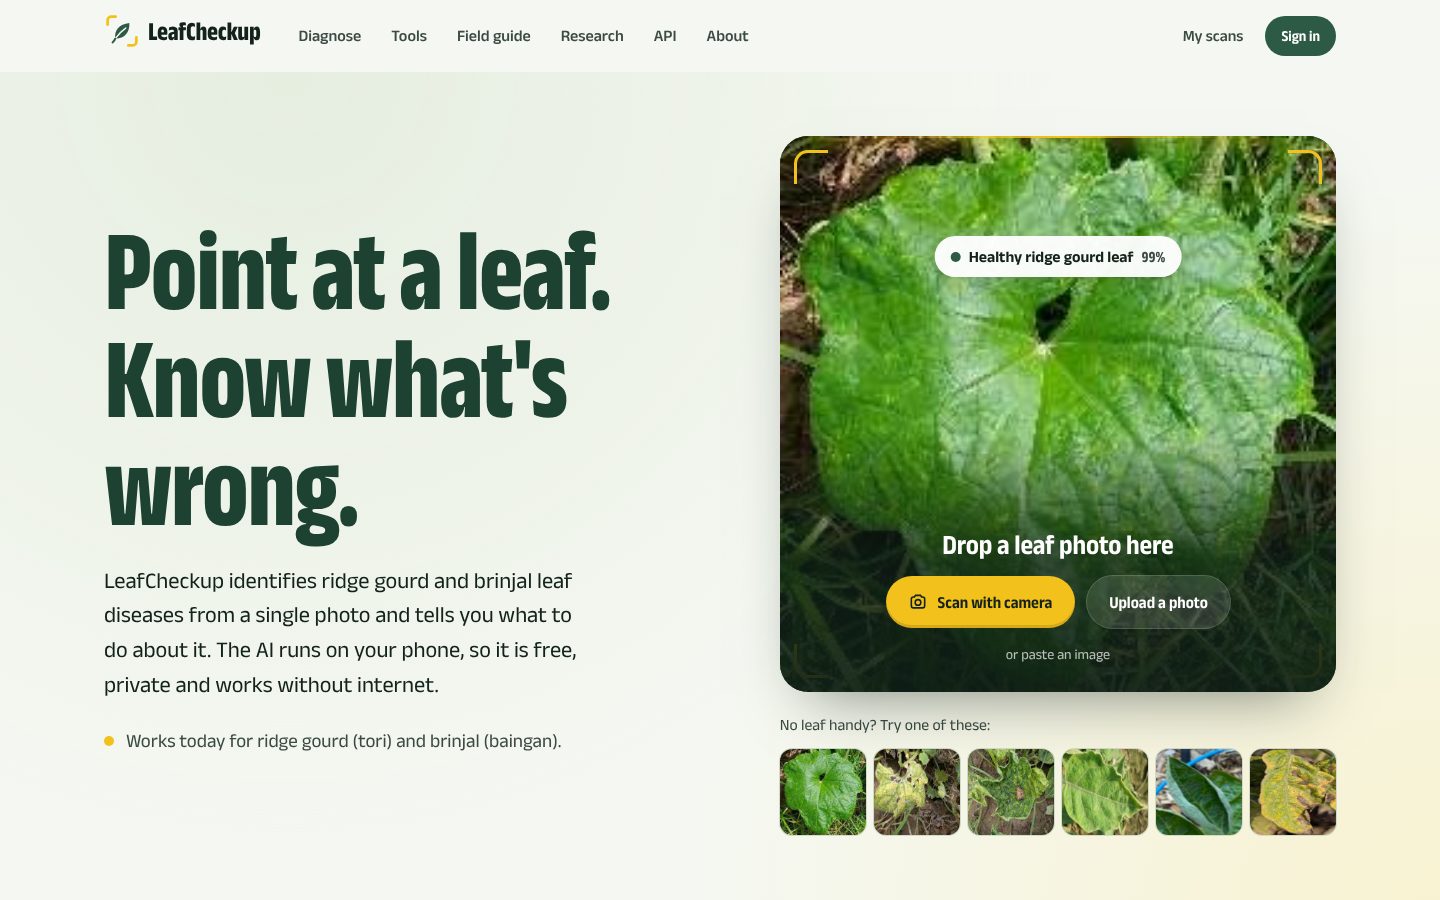 LeafCheckup
Diagnose
Tools
Field guide
Research
API
About
My scans
Sign in
Point at a leaf.
Know what's
wrong.
LeafCheckup identifies ridge gourd and brinjal leaf
diseases from a single photo and tells you what to
do about it. The AI runs on your phone, so it is free,
private and works without internet.
Works today for ridge gourd (tori) and brinjal (baingan).
Healthy ridge gourd leaf 99%
Drop a leaf photo here
Scan with camera
Upload a photo
or paste an image
No leaf handy? Try one of these: